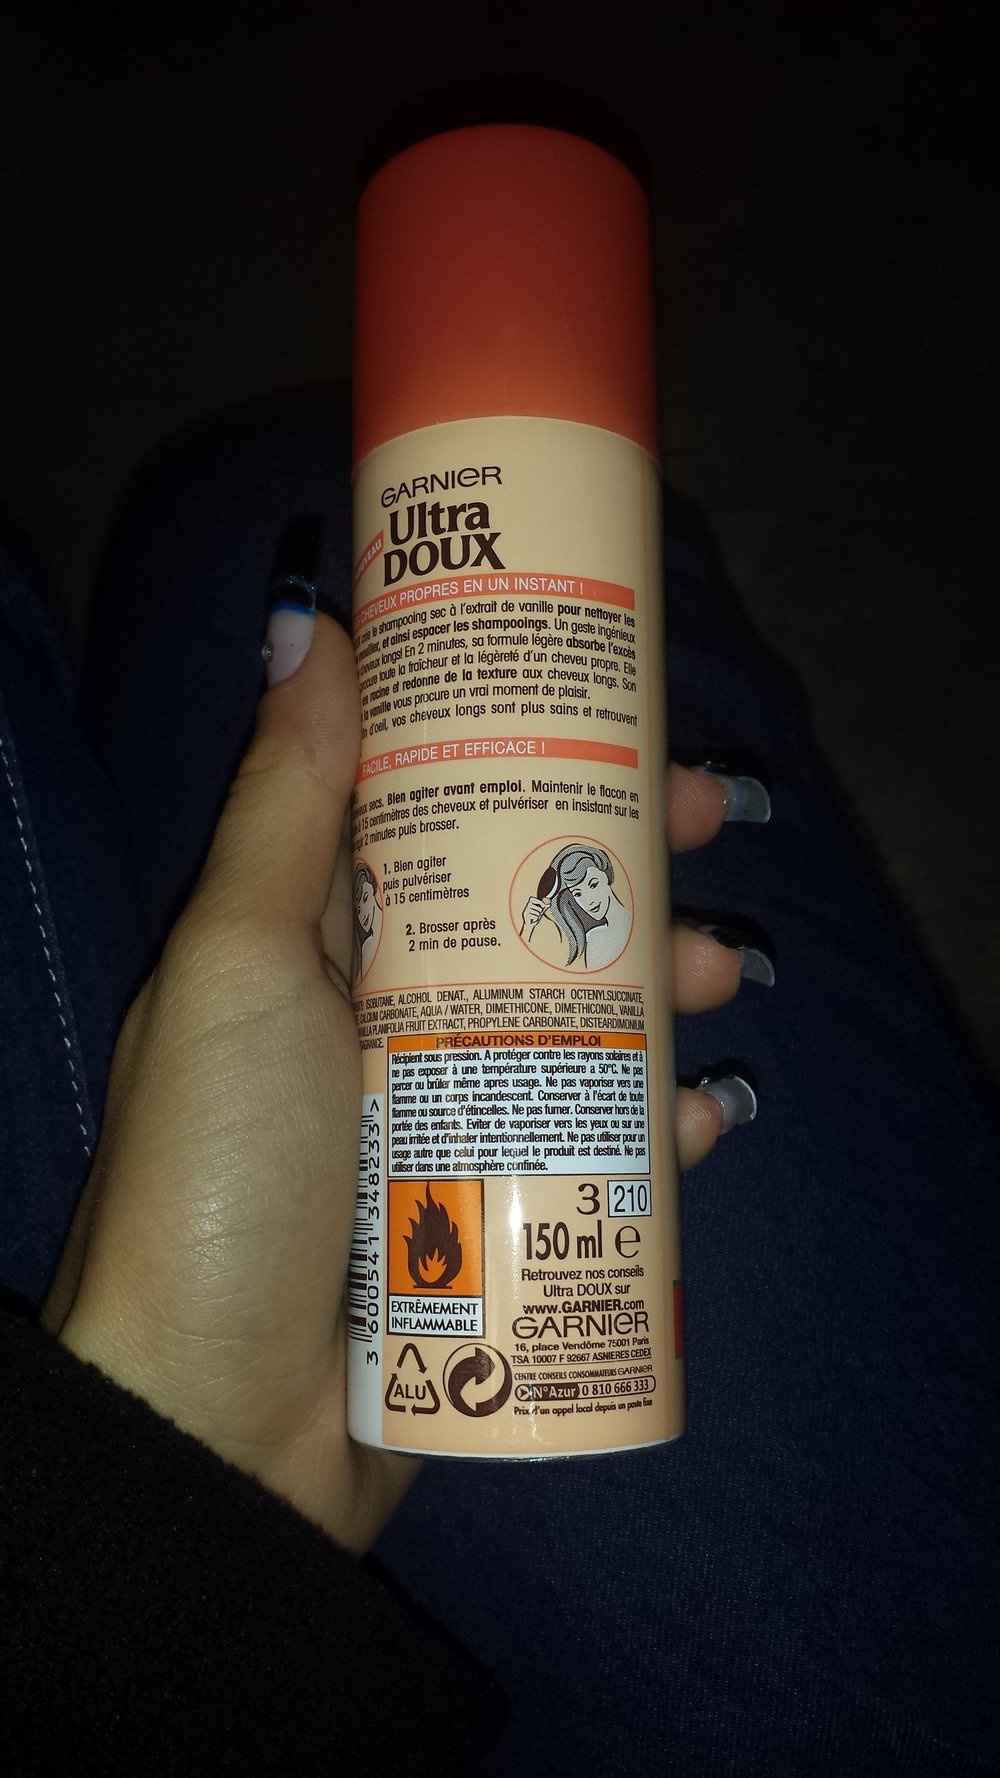 GARNIER
Ultra
DOUX
CHEVEUX PROPRES EN UN INSTANT !
crée le shampooing sec à l'extrait de vanille pour nettoyer les
mouiller, et ainsi espacer les shampooings. Un geste ingénieux
cheveux longs! En 2 minutes, sa formule légère absorbe l'excès
procure toute la fraîcheur et la légèreté d'un cheveu propre. Elle
en racine et redonne de la texture aux cheveux longs. Son
la vanille vous procure un vrai moment de plaisir.
d'oeil, vos cheveux longs sont plus sains et retrouvent
FACILE, RAPIDE ET EFFICACE !
secs. Bien agiter avant emploi. Maintenir le flacon en
à 15 centimètres des cheveux et pulvériser en insistant sur les
agir 2 minutes puis brosser.
1. Bien agiter
puis pulvériser
à 15 centimètres
2. Brosser après
2 min de pause.
ISOBUTANE, ALCOHOL DENAT., ALUMINUM STARCH OCTENYLSUCCINATE,
CALCIUM CARBONATE, AQUA / WATER, DIMETHICONE, DIMETHICONOL, VANILLA
PLANIFOLIA FRUIT EXTRACT, PROPYLENE CARBONATE, DISTEARDIMONIUM
FRAGRANCE.
PRÉCAUTIONS D'EMPLOI
Récipient sous pression. A protéger contre les rayons solaires et à
ne pas exposer à une température supérieure a 50°C. Ne pas
percer ou brûler même apres usage. Ne pas vaporiser vers une
flamme ou un corps incandescent. Conserver à l'écart de toute
flamme ou source d'étincelles. Ne pas fumer. Conserver hors de la
portée des enfants. Eviter de vaporiser vers les yeux ou sur une
peau irritée et d'inhaler intentionnellement. Ne pas utiliser pour un
usage autre que celui pour lequel le produit est destiné. Ne pas
utiliser dans une atmosphère confinée.
3 600541 348233 >
EXTRÊMEMENT
INFLAMMABLE
ALU
3 210
150 ml e
Retrouvez nos conseils
Ultra DOUX sur
www.GARNIER.com
GARNIER
16, place Vendôme 75001 Paris
TSA 10007 F 92667 ASNIERES CEDEX
CENTRE CONSEILS CONSOMMATEURS GARNIER
N°Azur 0 810 666 333
Prix d'un appel local depuis un poste fixe